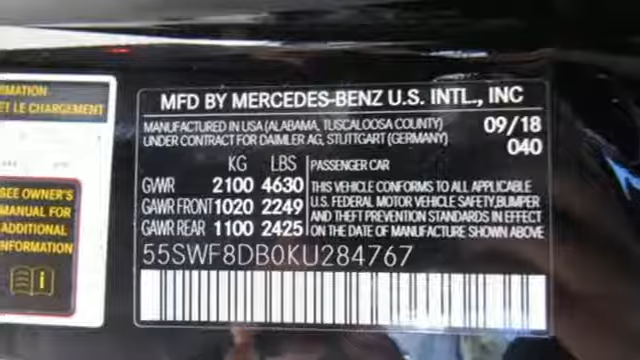 MFD BY MERCEDES-BENZ U.S. INTL., INC
MANUFACTURED IN USA (ALABAMA, TUSCALOOSA COUNTY) 09/18
UNDER CONTRACT FOR DAIMLER AG, STUTTGART (GERMANY) 040
KG LBS PASSENGER CAR
GVWR 2100 4630 THIS VEHICLE CONFORMS TO ALL APPLICABLE
U.S. FEDERAL MOTOR VEHICLE SAFETY, BUMPER
GAWR FRONT 1020 2249 AND THEFT PREVENTION STANDARDS IN EFFECT
GAWR REAR 1100 2425 ON THE DATE OF MANUFACTURE SHOWN ABOVE
55SWF8DB0KU284767
ET LE CHARGEMENT
SEE OWNER'S
MANUAL FOR
ADDITIONAL
INFORMATION